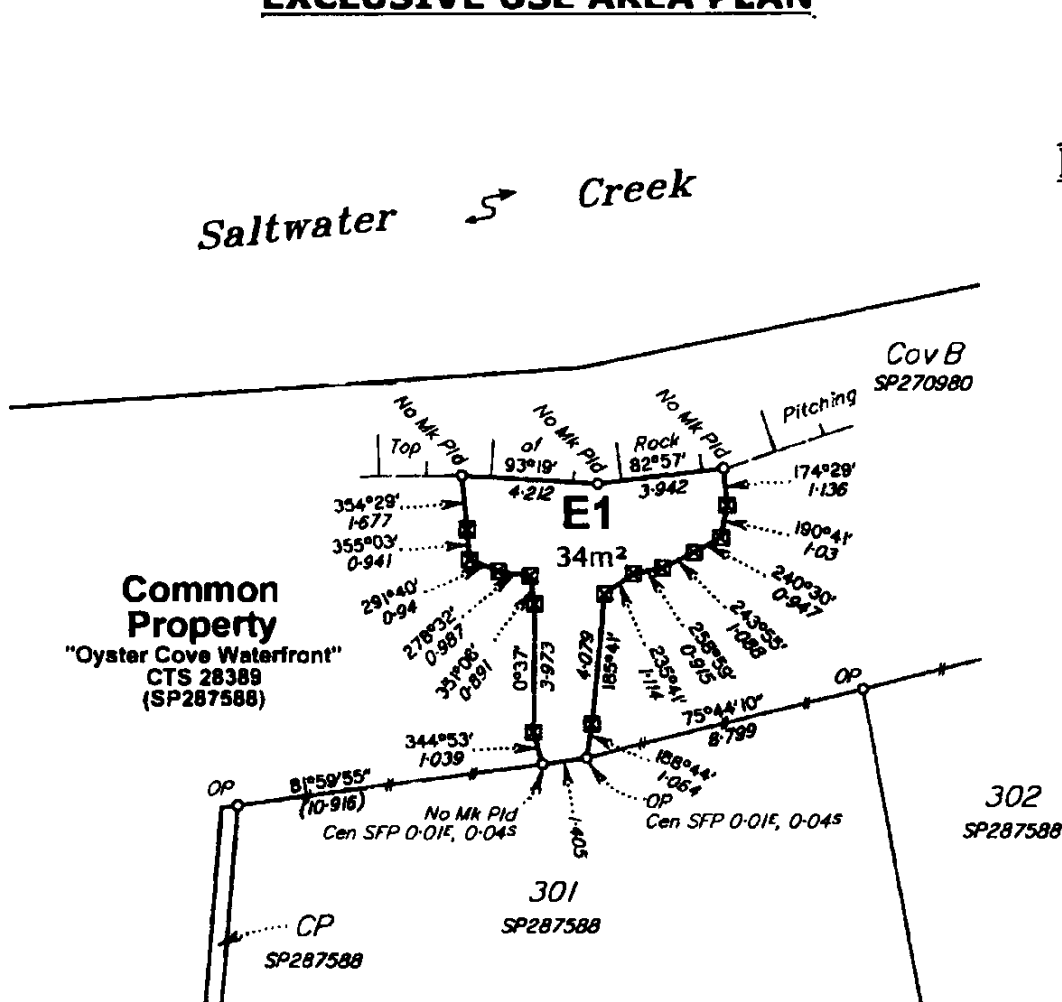 EXCLUSIVE USE AREA PLAN
Saltwater S Creek
Cov B
SP270980
No Mk Pld
No Mk Pld
No Mk Pld
Top of Rock Pitching
93°19'
4·212
82°57'
3·942
174°29'
1·136
354°29'
1·677
E1
34m²
190°41'
1·03
355°03'
0·941
240°30'
0·947
291°40'
0·94
243°55'
1·088
278°32'
0·987
258°59'
0·915
351°06'
0·891
235°41'
1·114
0°37'
3·973
4·079
185°41'
Common
Property
"Oyster Cove Waterfront"
CTS 28389
(SP287588)
OP
75°44'10"
8·799
344°53'
1·039
188°44'
1·064
OP
81°59'55"
(10·916)
No Mk Pld
Cen SFP 0·01E, 0·04S
OP
Cen SFP 0·01E, 0·04S
1·405
302
SP287588
301
SP287588
CP
SP287588